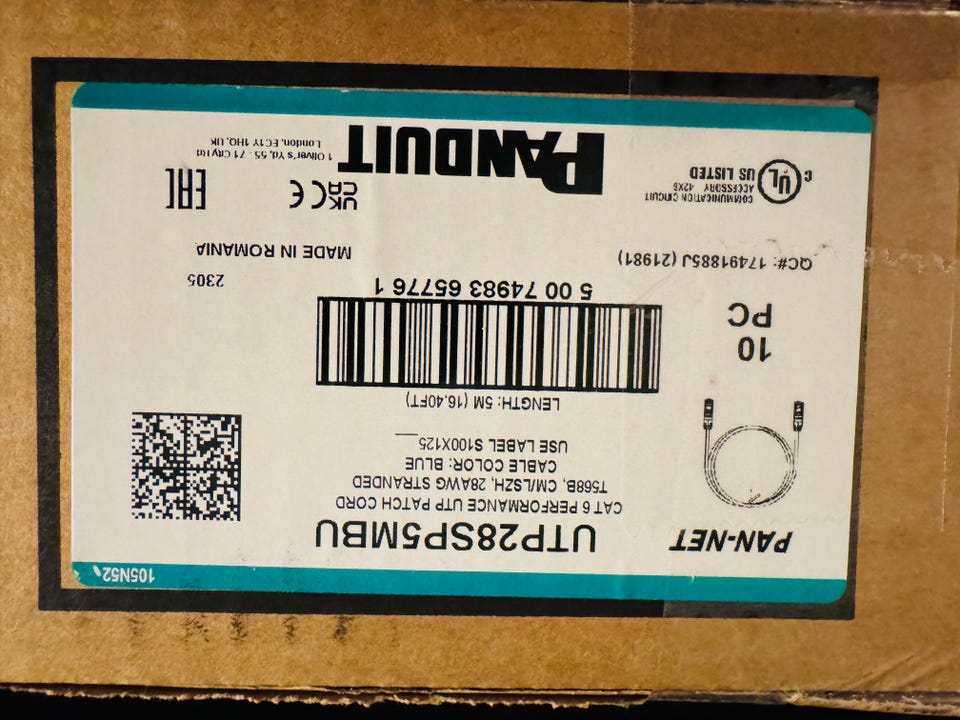 105N52
PAN-NET
UTP28SP5MBU
CAT 6 PERFORMANCE UTP PATCH CORD
T568B, CM/LSZH, 28AWG STRANDED
CABLE COLOR: BLUE
USE LABEL S100X125
LENGTH: 5M (16.40FT)
10
PC
5 00 74983 65776 1
QC#: 17491885J (21981)
2305
MADE IN ROMANIA
COMMUNICATION CIRCUIT
ACCESSORY 42X6
C UL US LISTED
UK
CA
CE
EAC
PANDUIT
1 Oliver's Yd, 55 - 71 City Rd
London, EC1Y 1HQ, UK